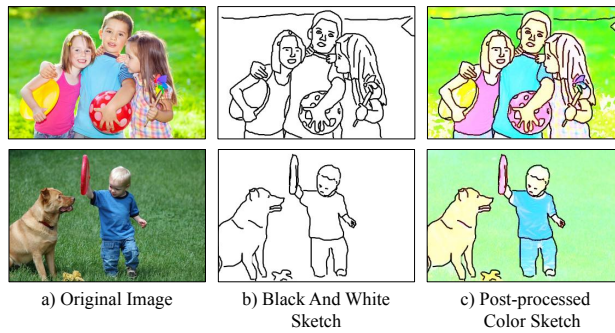 a) Original Image
b) Black And White
Sketch
c) Post-processed
Color Sketch